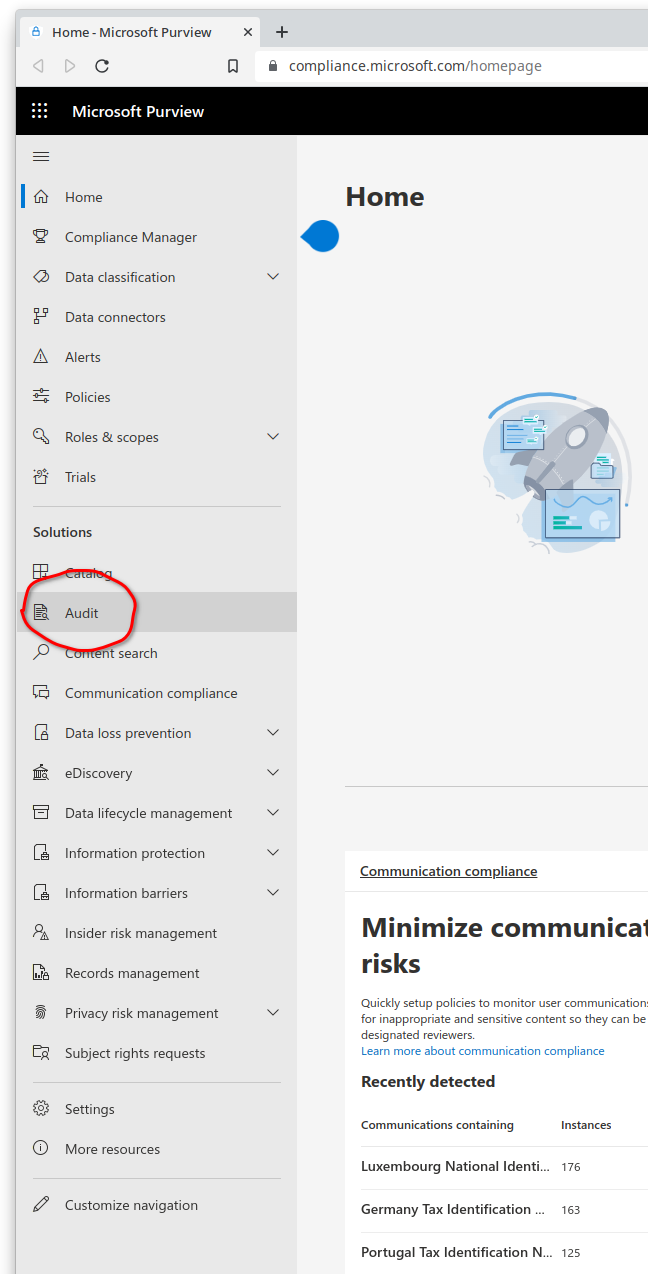 Home - Microsoft Purview
compliance.microsoft.com/homepage
Microsoft Purview
Home
Compliance Manager
Data classification
Data connectors
Alerts
Policies
Roles & scopes
Trials
Solutions
Catalog
Audit
Content search
Communication compliance
Data loss prevention
eDiscovery
Data lifecycle management
Information protection
Information barriers
Insider risk management
Records management
Privacy risk management
Subject rights requests
Settings
More resources
Customize navigation
Home
Communication compliance
Minimize communicat
risks
Quickly setup policies to monitor user communications
for inappropriate and sensitive content so they can be
designated reviewers.
Learn more about communication compliance
Recently detected
Communications containing Instances
Luxembourg National Identi... 176
Germany Tax Identification ... 163
Portugal Tax Identification N... 125